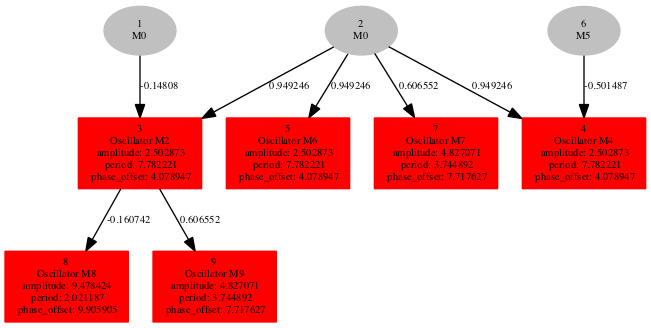 1
M0
2
M0
6
M5
-0.14808
0.949246
0.949246
0.606552
0.949246
-0.501487
3
Oscillator M2
amplitude: 2.502873
period: 7.782221
phase_offset: 4.078947
5
Oscillator M6
amplitude: 2.502873
period: 7.782221
phase_offset: 4.078947
7
Oscillator M7
amplitude: 4.827071
period: 3.744892
phase_offset: 7.717627
4
Oscillator M4
amplitude: 2.502873
period: 7.782221
phase_offset: 4.078947
-0.160742
0.606552
8
Oscillator M8
amplitude: 9.478424
period: 2.021187
phase_offset: 9.905905
9
Oscillator M9
amplitude: 4.827071
period: 3.744892
phase_offset: 7.717627